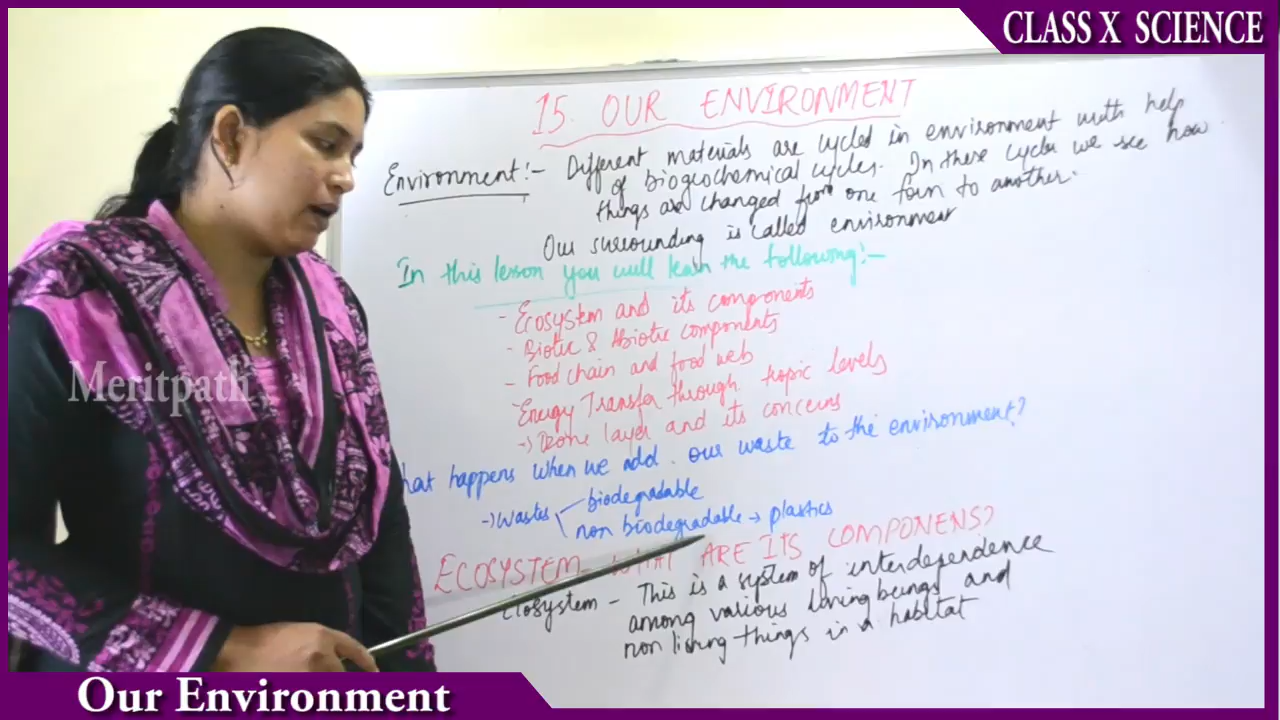 CLASS X SCIENCE
15. OUR ENVIRONMENT
Environment:- Different materials are cycled in environment with help
of biogeochemical cycles. In these cycles we see how
things are changed from one form to another.
Our surrounding is called environment
In this lesson you will learn the following:-
- Ecosystem and its components
- Biotic & Abiotic components
- Food chain and food web
- Energy Transfer through tropic levels
-> Ozone layer and its concerns
hat happens when we add our waste to the environment?
-> Wastes biodegradable
non biodegradable -> plastics
ECOSYSTEM WHAT ARE ITS COMPONENS?
Ecosystem - This is a system of interdependence
among various living beings and
non living things in a habitat
Meritpath
Our Environment